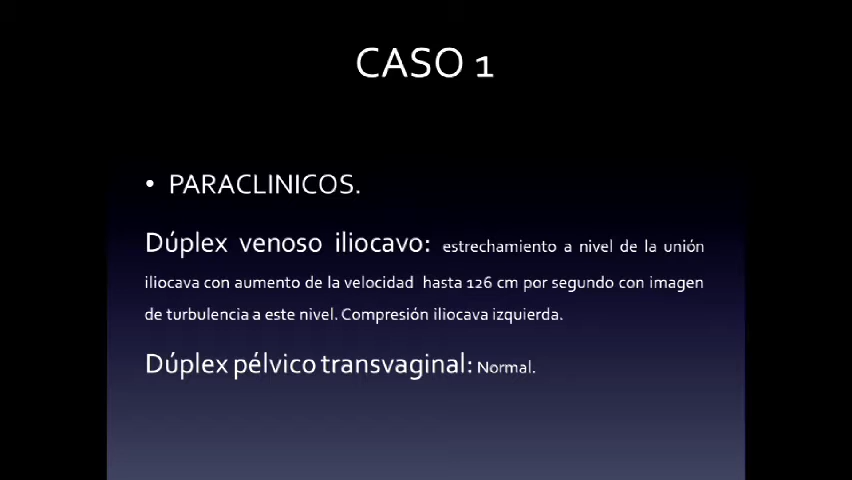 CASO 1
• PARACLINICOS.
Dúplex venoso iliocavo: estrechamiento a nivel de la unión
iliocava con aumento de la velocidad hasta 126 cm por segundo con imagen
de turbulencia a este nivel. Compresión iliocava izquierda.
Dúplex pélvico transvaginal: Normal.